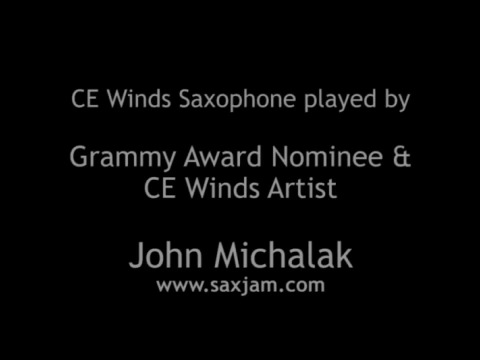 CE Winds Saxophone played by
Grammy Award Nominee &
CE Winds Artist
John Michalak
www.saxjam.com